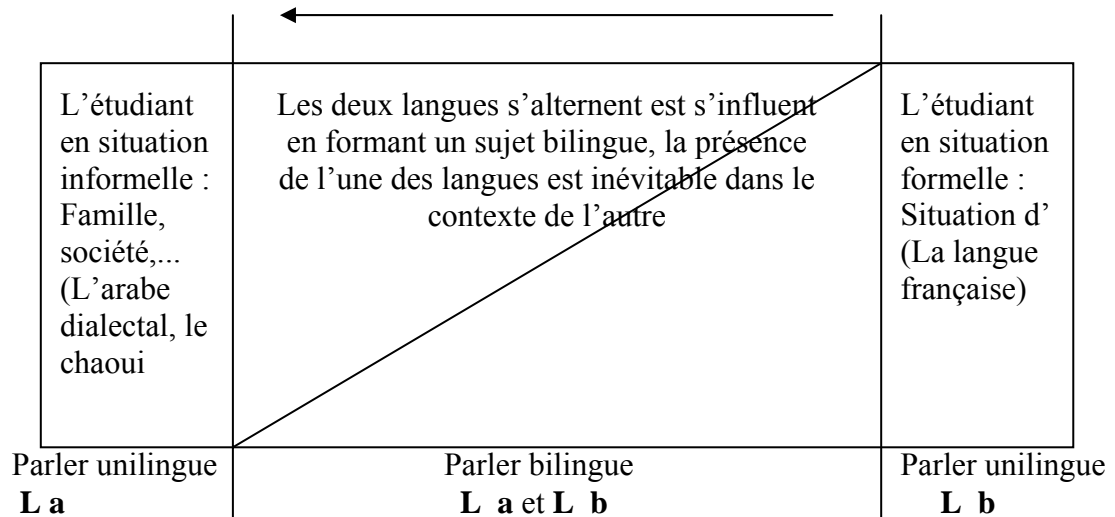 L’étudiant
en situation
informelle :
Famille,
société,...
(L’arabe
dialectal, le
chaoui
Les deux langues s’alternent est s’influent
en formant un sujet bilingue, la présence
de l’une des langues est inévitable dans le
contexte de l’autre
L’étudiant
en situation
formelle :
Situation d’
(La langue
française)
Parler unilingue
L a
Parler bilingue
L a et L b
Parler unilingue
L b